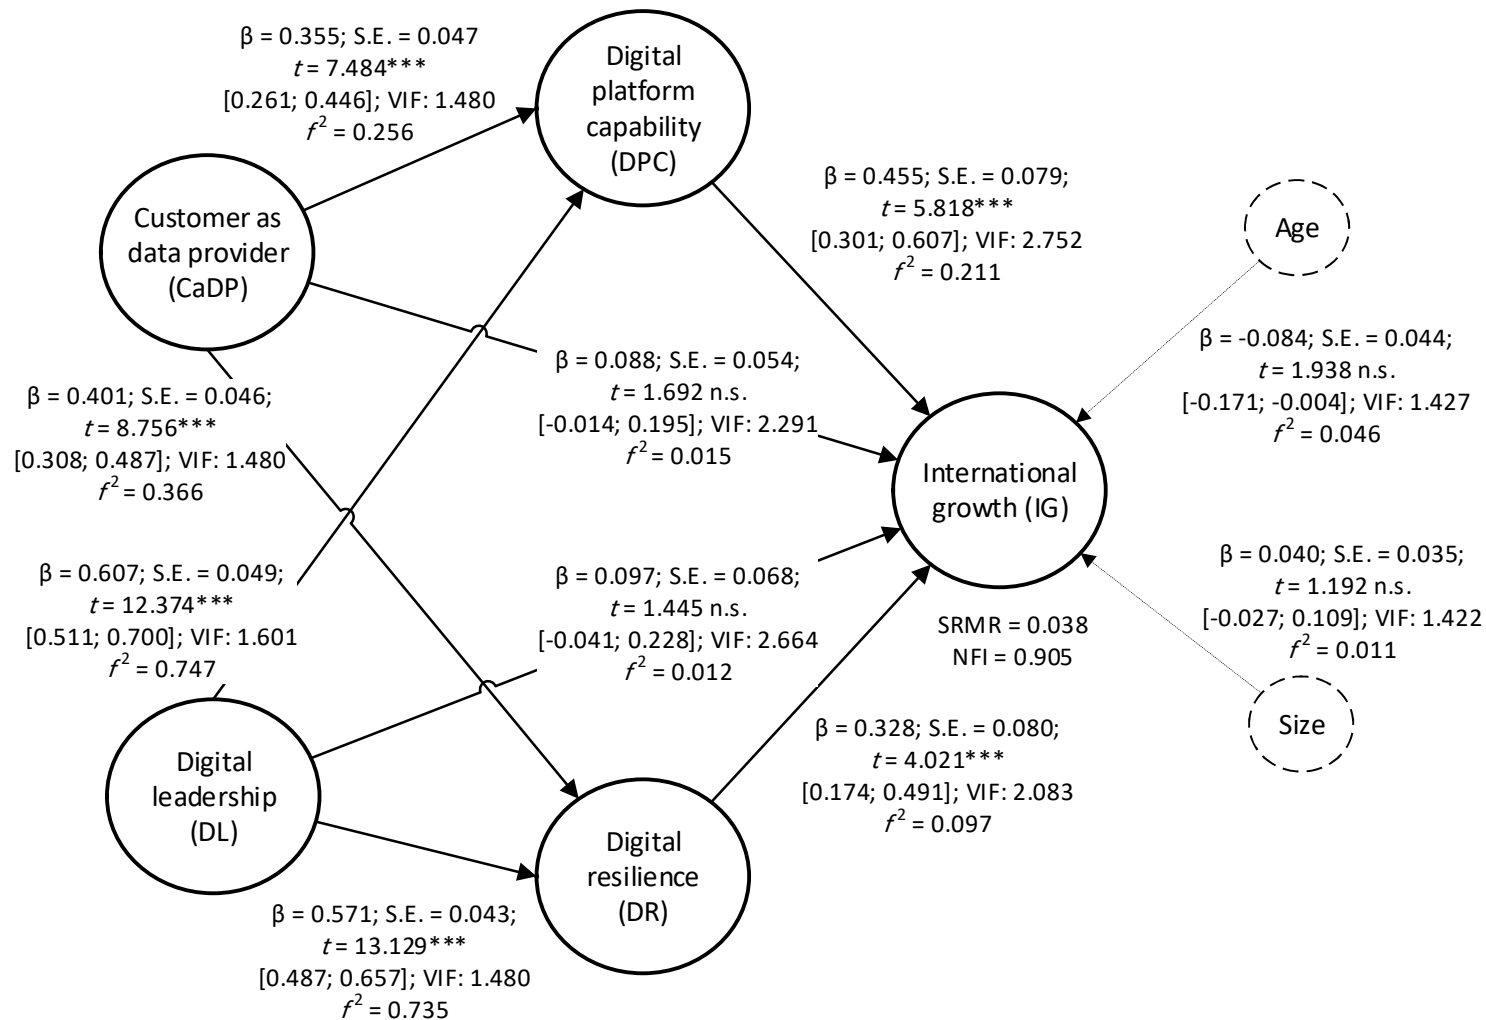 β = 0.355; S.E. = 0.047
t = 7.484***
[0.261; 0.446]; VIF: 1.480
f² = 0.256
Digital
platform
capability
(DPC)
Customer as
data provider
(CaDP)
β = 0.455; S.E. = 0.079;
t = 5.818***
[0.301; 0.607]; VIF: 2.752
f² = 0.211
Age
β = -0.084; S.E. = 0.044;
t = 1.938 n.s.
[-0.171; -0.004]; VIF: 1.427
f² = 0.046
β = 0.088; S.E. = 0.054;
t = 1.692 n.s.
[-0.014; 0.195]; VIF: 2.291
f² = 0.015
β = 0.401; S.E. = 0.046;
t = 8.756***
[0.308; 0.487]; VIF: 1.480
f² = 0.366
International
growth (IG)
β = 0.607; S.E. = 0.049;
t = 12.374***
[0.511; 0.700]; VIF: 1.601
f² = 0.747
β = 0.097; S.E. = 0.068;
t = 1.445 n.s.
[-0.041; 0.228]; VIF: 2.664
f² = 0.012
SRMR = 0.038
NFI = 0.905
β = 0.040; S.E. = 0.035;
t = 1.192 n.s.
[-0.027; 0.109]; VIF: 1.422
f² = 0.011
Size
Digital
leadership
(DL)
β = 0.328; S.E. = 0.080;
t = 4.021***
[0.174; 0.491]; VIF: 2.083
f² = 0.097
Digital
resilience
(DR)
β = 0.571; S.E. = 0.043;
t = 13.129***
[0.487; 0.657]; VIF: 1.480
f² = 0.735